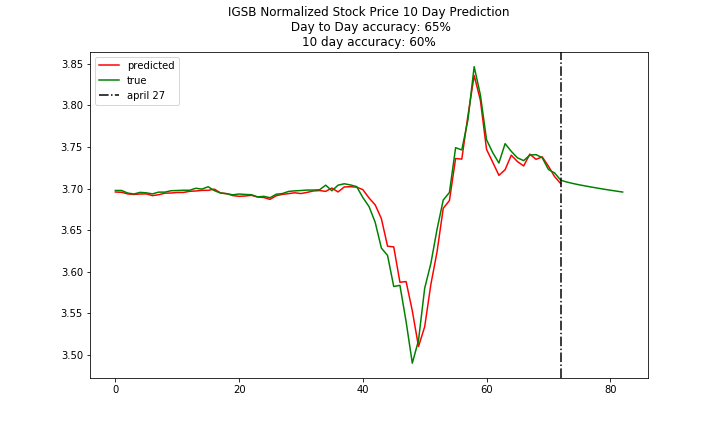 IGSB Normalized Stock Price 10 Day Prediction
Day to Day accuracy: 65%
10 day accuracy: 60%
predicted
true
april 27
3.85
3.80
3.75
3.70
3.65
3.60
3.55
3.50
0 20 40 60 80